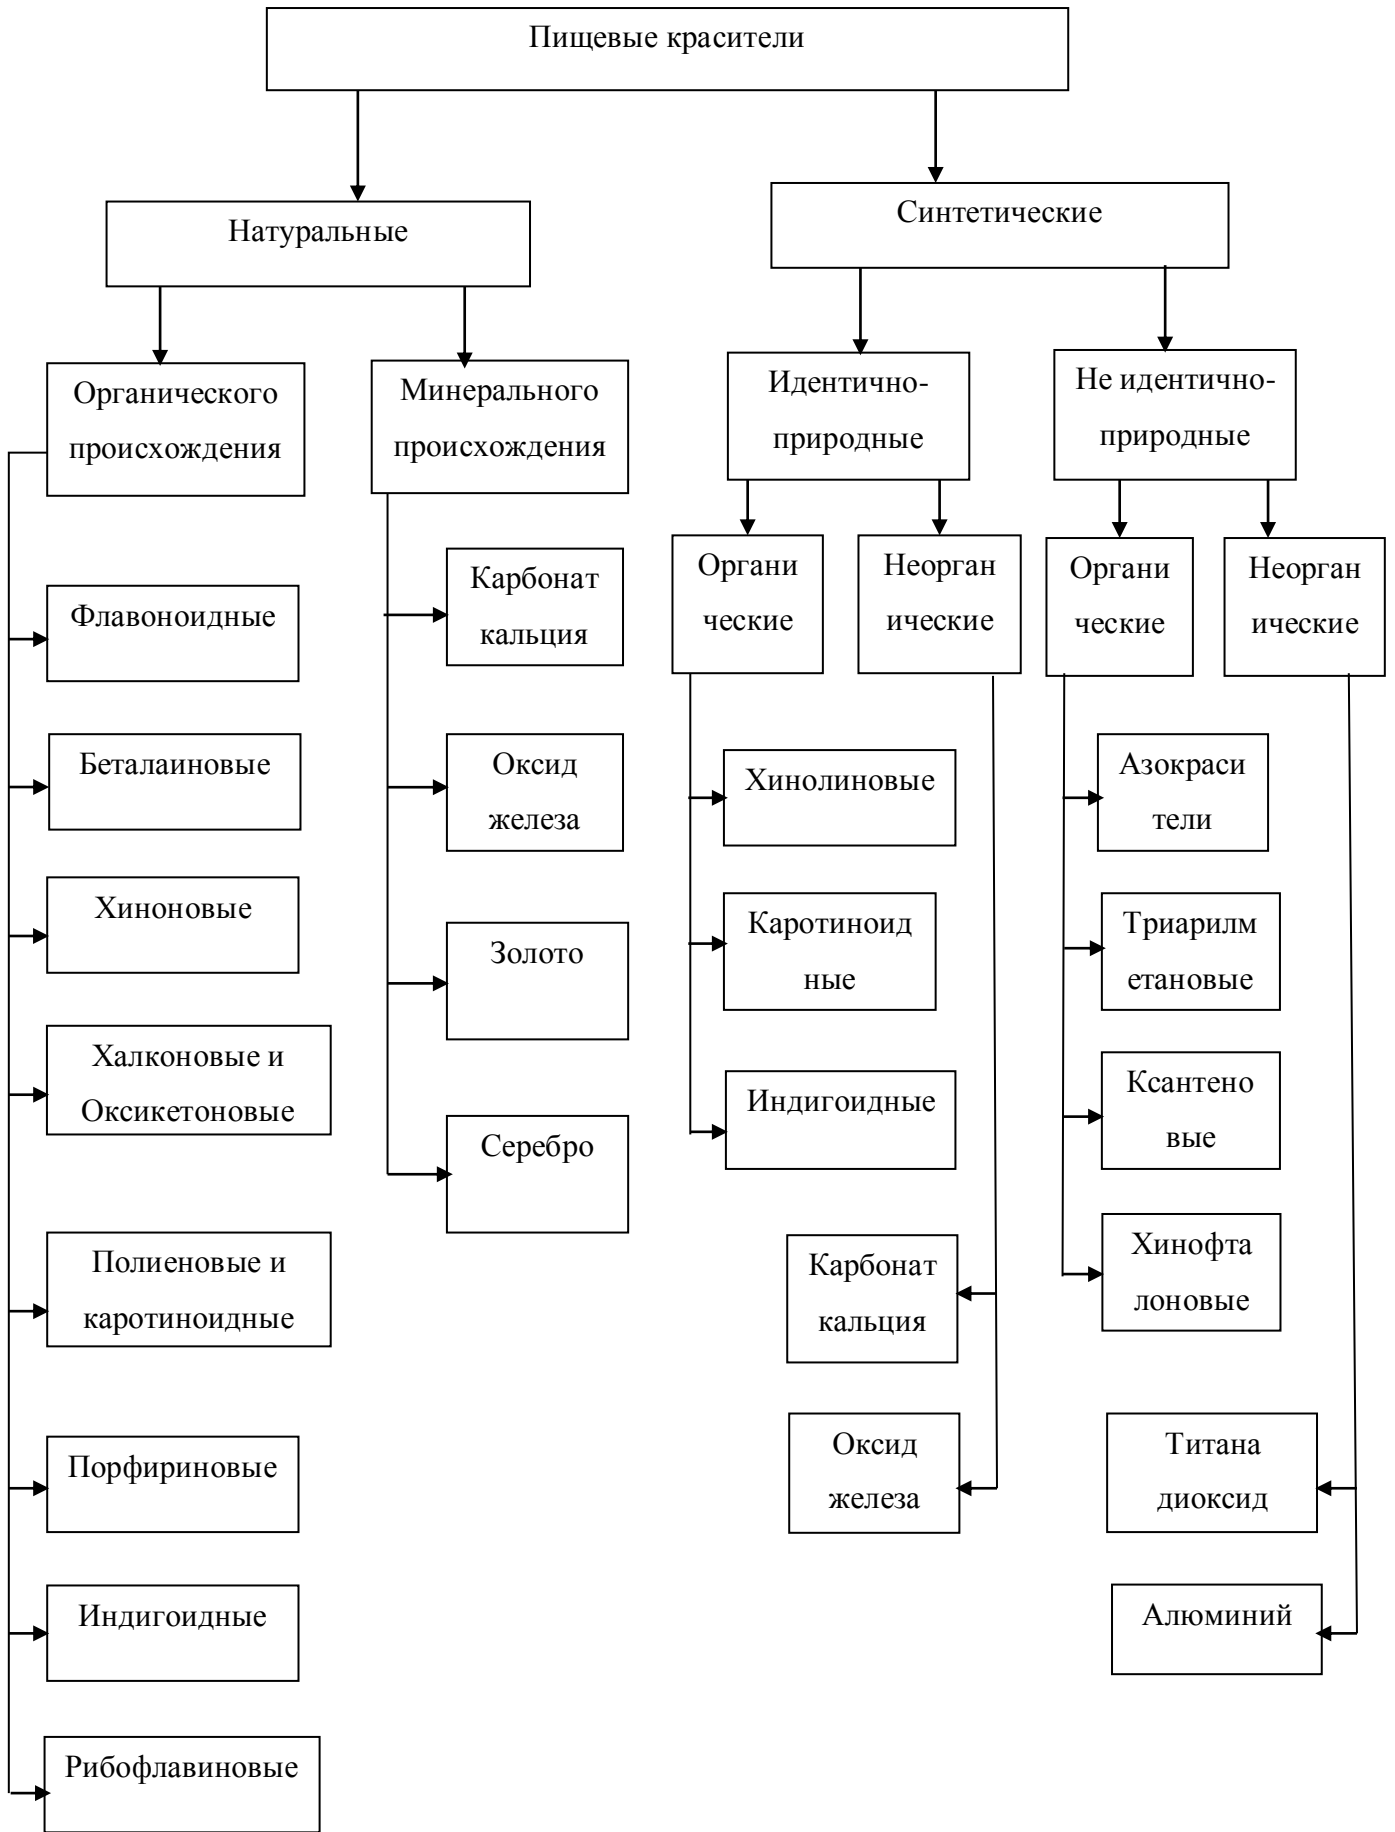 Пищевые красители
Натуральные
Синтетические
Органического
происхождения
Минерального
происхождения
Идентично-
природные
Не идентично-
природные
Органи
ческие
Неорган
ические
Органи
ческие
Неорган
ические
Флавоноидные
Беталаиновые
Хиноновые
Халконовые и
Оксикетоновые
Полиеновые и
каротиноидные
Порфириновые
Индигоидные
Рибофлавиновые
Карбонат
кальция
Оксид
железа
Золото
Серебро
Хинолиновые
Каротиноид
ные
Индигоидные
Карбонат
кальция
Оксид
железа
Азокраси
тели
Триарилм
етановые
Ксантено
вые
Хинофта
лоновые
Титана
диоксид
Алюминий